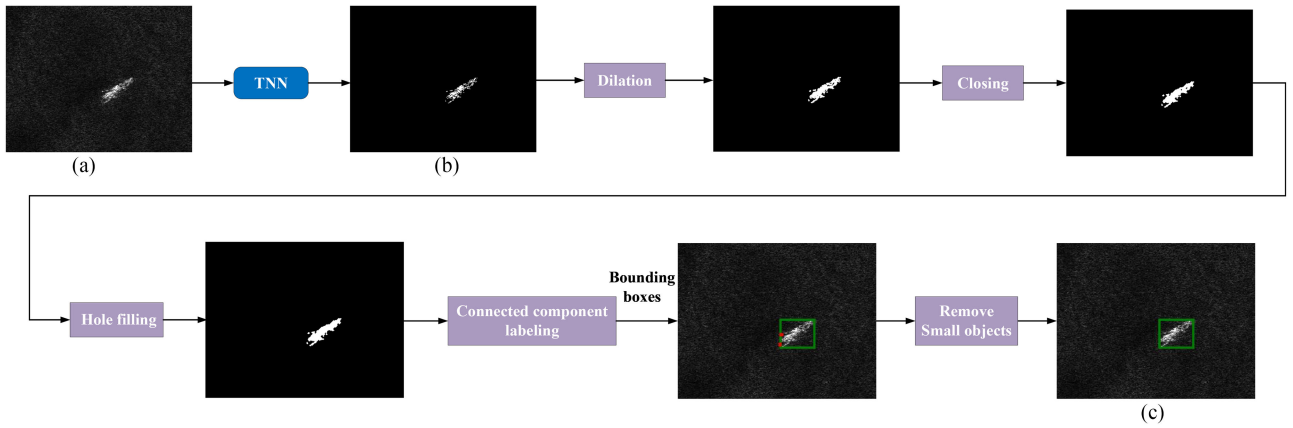 TNN
Dilation
Closing
(a)
(b)
Hole filling
Connected component
labeling
Bounding
boxes
Remove
Small objects
(c)